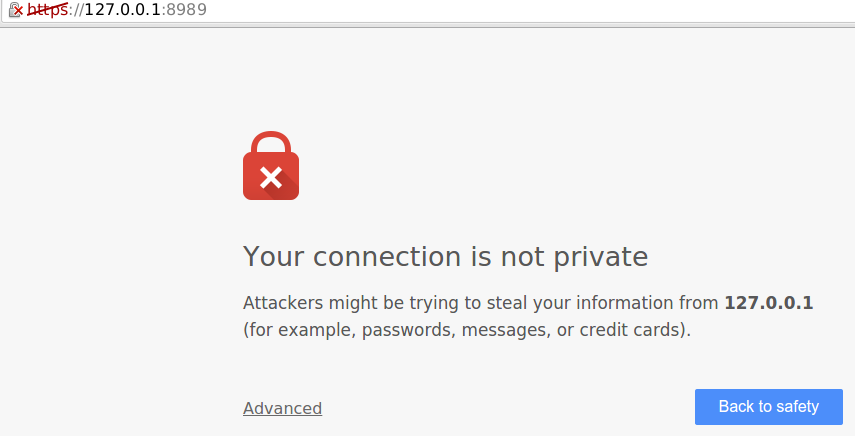 https://127.0.0.1:8989
Your connection is not private
Attackers might be trying to steal your information from 127.0.0.1
(for example, passwords, messages, or credit cards).
Advanced
Back to safety